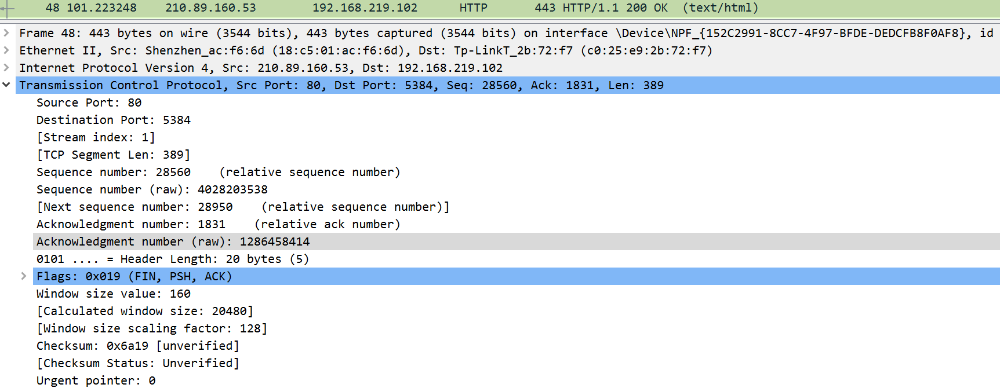 48 101.223248 210.89.160.53 192.168.219.102 HTTP 443 HTTP/1.1 200 OK (text/html)
Frame 48: 443 bytes on wire (3544 bits), 443 bytes captured (3544 bits) on interface \Device\NPF_{152C2991-8CC7-4F97-BFDE-DEDCFB8F0AF8}, id
Ethernet II, Src: Shenzhen_ac:f6:6d (18:c5:01:ac:f6:6d), Dst: Tp-LinkT_2b:72:f7 (c0:25:e9:2b:72:f7)
Internet Protocol Version 4, Src: 210.89.160.53, Dst: 192.168.219.102
Transmission Control Protocol, Src Port: 80, Dst Port: 5384, Seq: 28560, Ack: 1831, Len: 389
Source Port: 80
Destination Port: 5384
[Stream index: 1]
[TCP Segment Len: 389]
Sequence number: 28560 (relative sequence number)
Sequence number (raw): 4028203538
[Next sequence number: 28950 (relative sequence number)]
Acknowledgment number: 1831 (relative ack number)
Acknowledgment number (raw): 1286458414
0101 .... = Header Length: 20 bytes (5)
Flags: 0x019 (FIN, PSH, ACK)
Window size value: 160
[Calculated window size: 20480]
[Window size scaling factor: 128]
Checksum: 0x6a19 [unverified]
[Checksum Status: Unverified]
Urgent pointer: 0